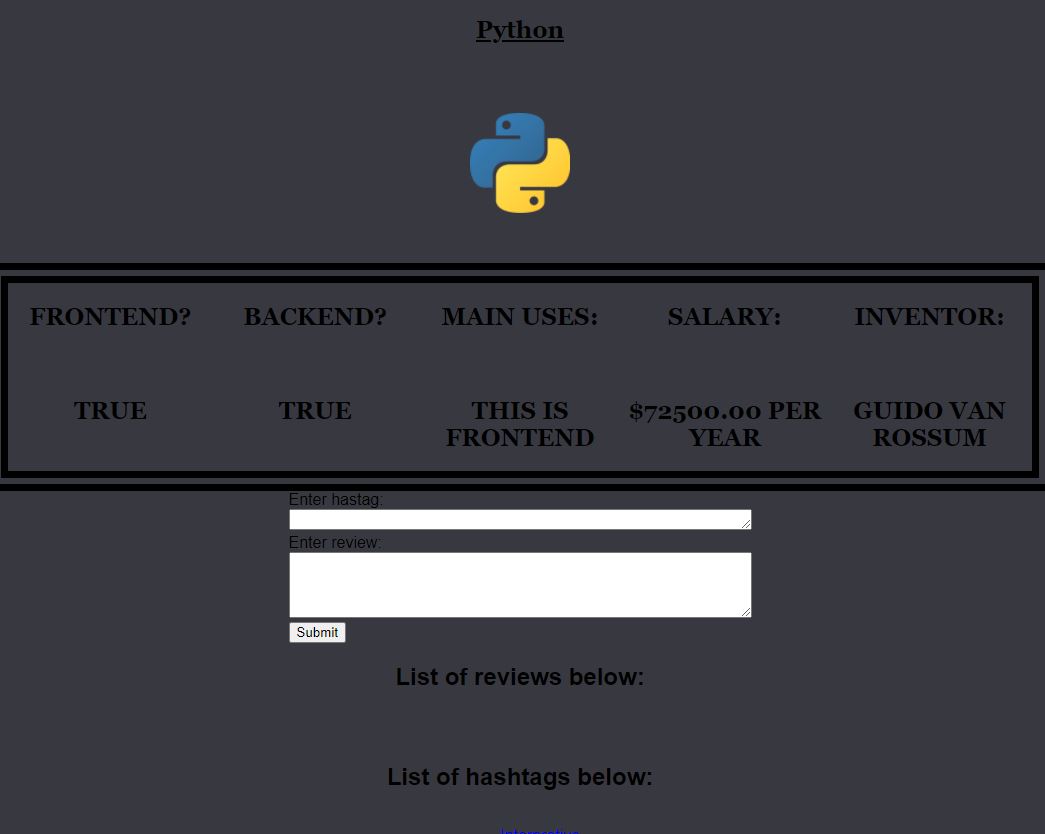 Python
FRONTEND? BACKEND? MAIN USES: SALARY: INVENTOR:
TRUE TRUE THIS IS $72500.00 PER GUIDO VAN
FRONTEND YEAR ROSSUM
Enter hastag:
Enter review:
Submit
List of reviews below:
List of hashtags below: